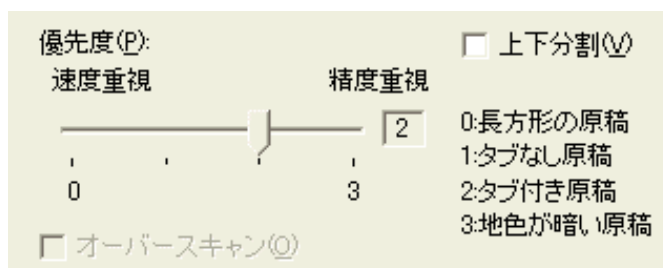 優先度(P):
速度重視 精度重視
2
0 3
オーバースキャン(O)
上下分割(V)
0:長方形の原稿
1:タブなし原稿
2:タブ付き原稿
3:地色が暗い原稿